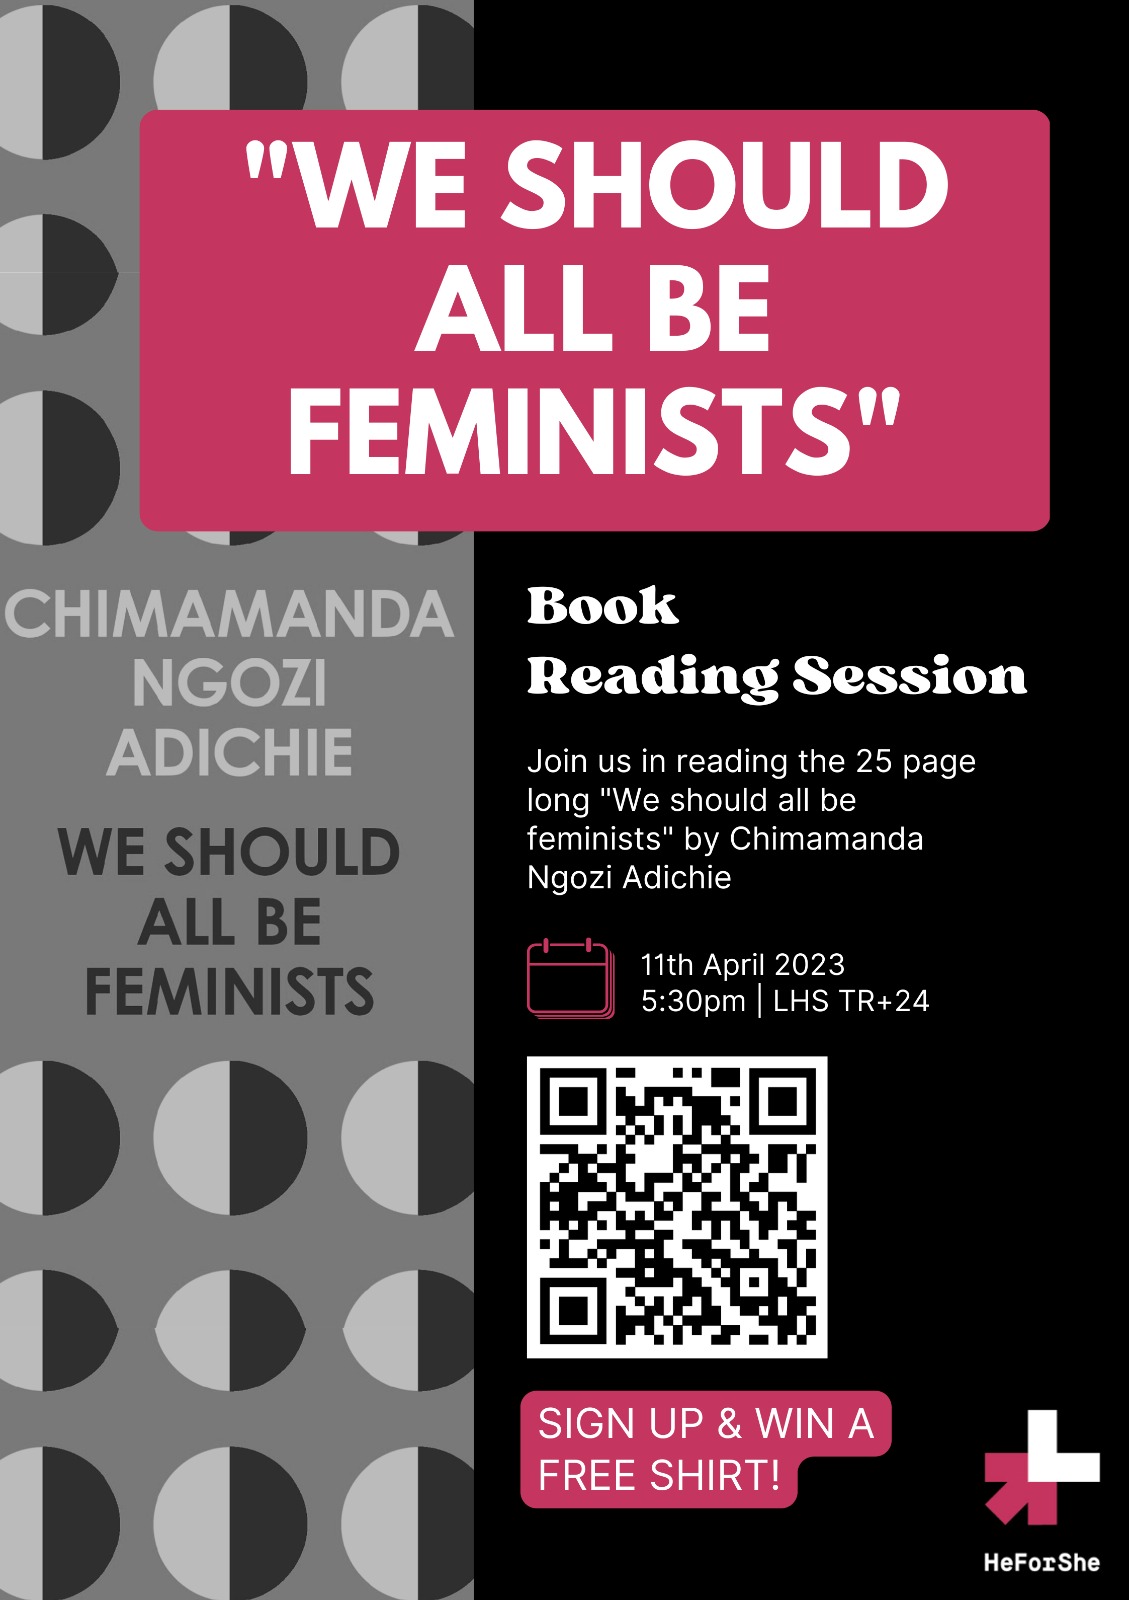 "WE SHOULD
ALL BE
FEMINISTS"
CHIMAMANDA
NGOZI
ADICHIE
WE SHOULD
ALL BE
FEMINISTS
Book
Reading Session
Join us in reading the 25 page
long "We should all be
feminists" by Chimamanda
Ngozi Adichie
11th April 2023
5:30pm | LHS TR+24
SIGN UP & WIN A
FREE SHIRT!
HeForShe